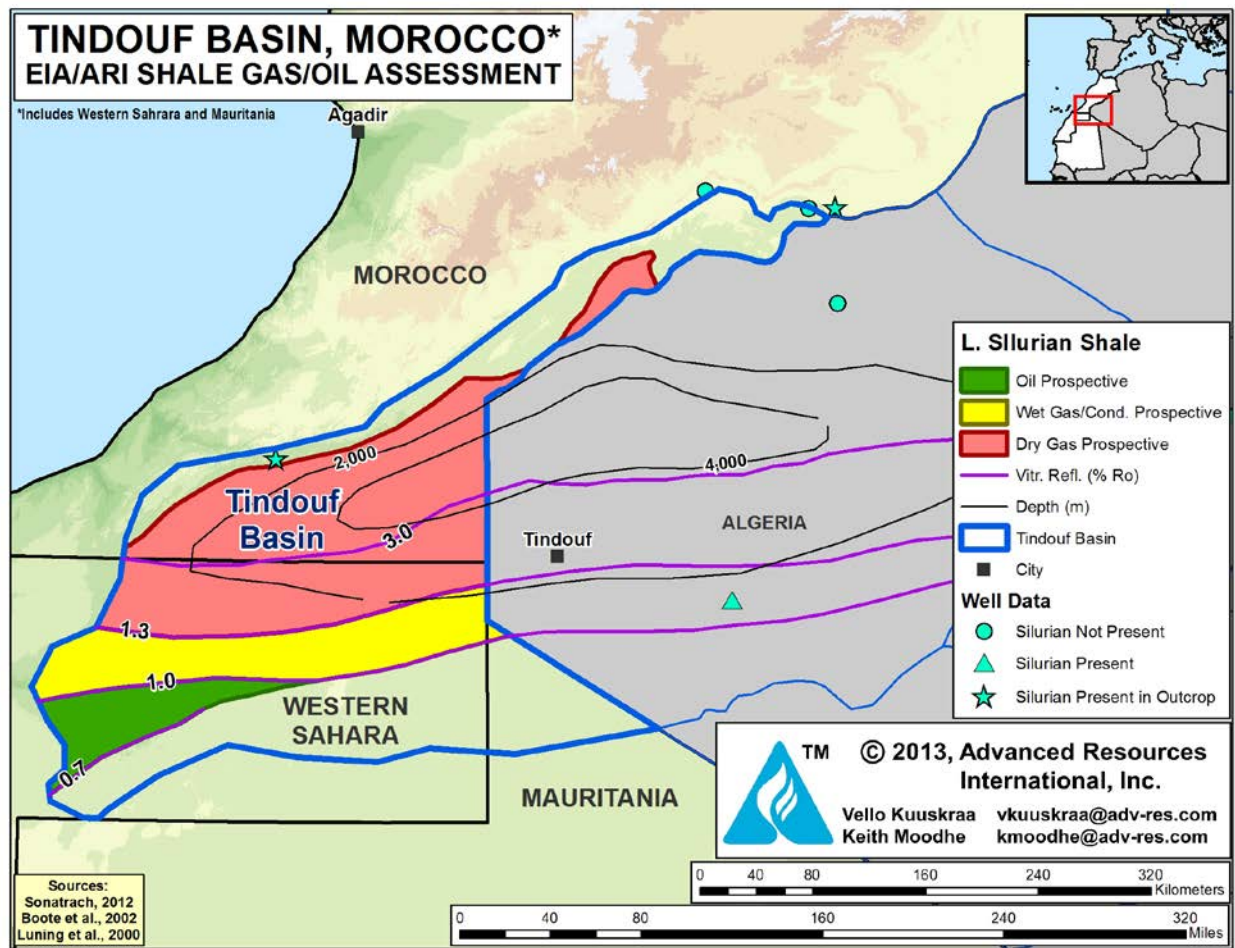 TINDOUF BASIN, MOROCCO*
EIA/ARI SHALE GAS/OIL ASSESSMENT
*Includes Western Sahrara and Mauritania
Agadir
MOROCCO
2,000
4,000
Tindouf
Basin
3.0
ALGERIA
Tindouf
1.3
1.0
WESTERN
SAHARA
0.7
MAURITANIA
L. SIlurian Shale
Oil Prospective
Wet Gas/Cond. Prospective
Dry Gas Prospective
Vitr. Refl. (% Ro)
Depth (m)
Tindouf Basin
City
Well Data
Silurian Not Present
Silurian Present
Silurian Present in Outcrop
TM
© 2013, Advanced Resources
International, Inc.
Vello Kuuskraa vkuuskraa@adv-res.com
Keith Moodhe kmoodhe@adv-res.com
Sources:
Sonatrach, 2012
Boote et al., 2002
Luning et al., 2000
0 40 80 160 240 320
Kilometers
0 40 80 160 240 320
Miles